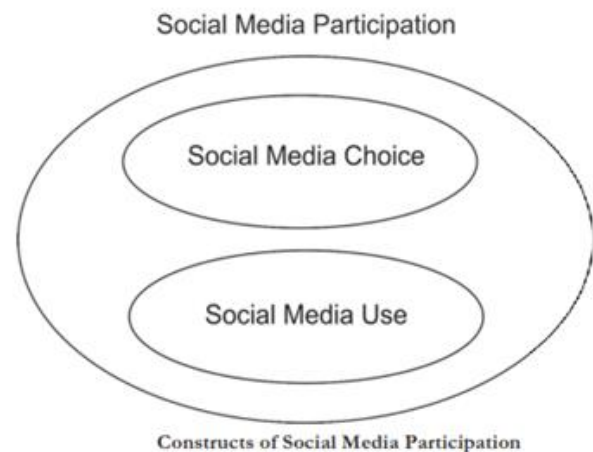 Social Media Participation
Social Media Choice
Social Media Use
Constructs of Social Media Participation